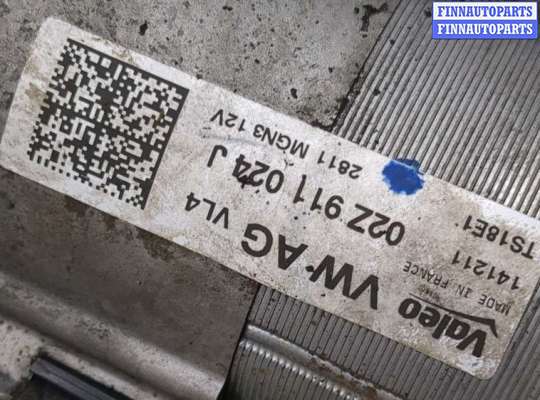 FINNAUTOPARTS
FINNAUTOPARTS
Valeo VW AG VL4
MADE IN FRANCE
02Z 911 024 J
141211
2811 MGN3 12V
TS18E1